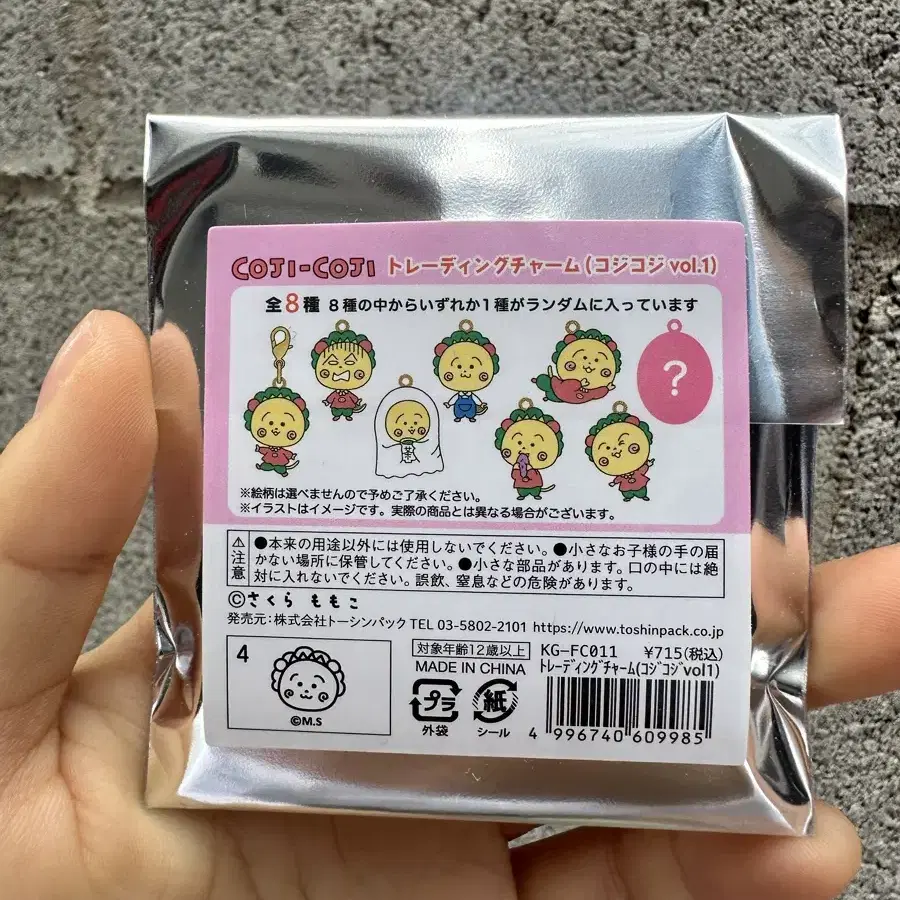 COJI-COJI トレーディングチャーム(コジコジ vol.1)
全8種 8種の中からいずれか1種がランダムに入っています
?
※絵柄は選べませんので予めご了承ください。
※イラストはイメージです。実際の商品とは異なる場合がございます。
⚠注意 ●本来の用途以外には使用しないでください。●小さなお子様の手の届
かない場所に保管してください。●小さな部品があります。口の中には絶
対に入れないでください。誤飲、窒息などの危険があります。
©さくらももこ
発売元:株式会社トーシンパック TEL 03-5802-2101 https://www.toshinpack.co.jp
4
©M.S
対象年齢12歳以上 KG-FC011 ¥715(税込)
MADE IN CHINA トレーディングチャーム(コジコジvol1)
プラ 紙
外袋 シール
4 996740 609985